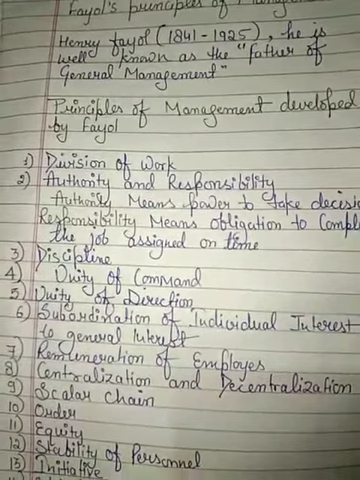 Fayol's principles of Management
Henry fayol (1841-1925), he is
well known as the "father of
General Management"
Principles of Management developed
by Fayol
1) Division of Work
2) Authority and Responsibility
Authority Means power to take decisio
Responsibility Means obligation to Compl
the job assigned on time
3) Discipline
4) Unity of Command
5) Unity of Direction
6) Subordination of Individual Interest
to general Interest
7) Remuneration of Employes
8) Centralization and Decentralization
9) Scalar chain
10) Order
11) Equity
12) Stability of Personnel
13) Initiative